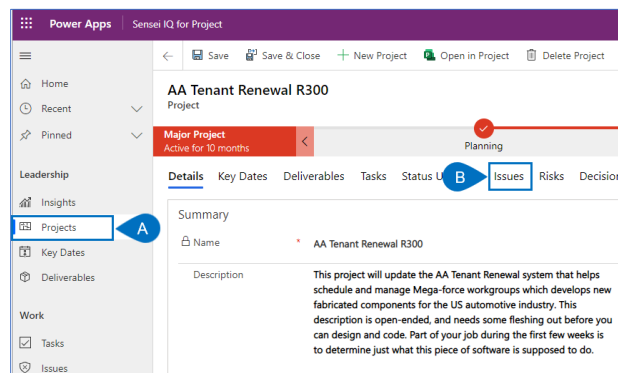 Power Apps Sensei IQ for Project
Save Save & Close New Project Open in Project Delete Project
Home
Recent
Pinned
Leadership
Insights
Projects
Key Dates
Deliverables
Work
Tasks
Issues
A
AA Tenant Renewal R300
Project
Major Project
Active for 10 months
Planning
Details Key Dates Deliverables Tasks Status U B Issues Risks Decision
Summary
Name * AA Tenant Renewal R300
Description
This project will update the AA Tenant Renewal system that helps
schedule and manage Mega-force workgroups which develops new
fabricated components for the US automotive industry. This
description is open-ended, and needs some fleshing out before you
can design and code. Part of your job during the first few weeks is
to determine just what this piece of software is supposed to do.